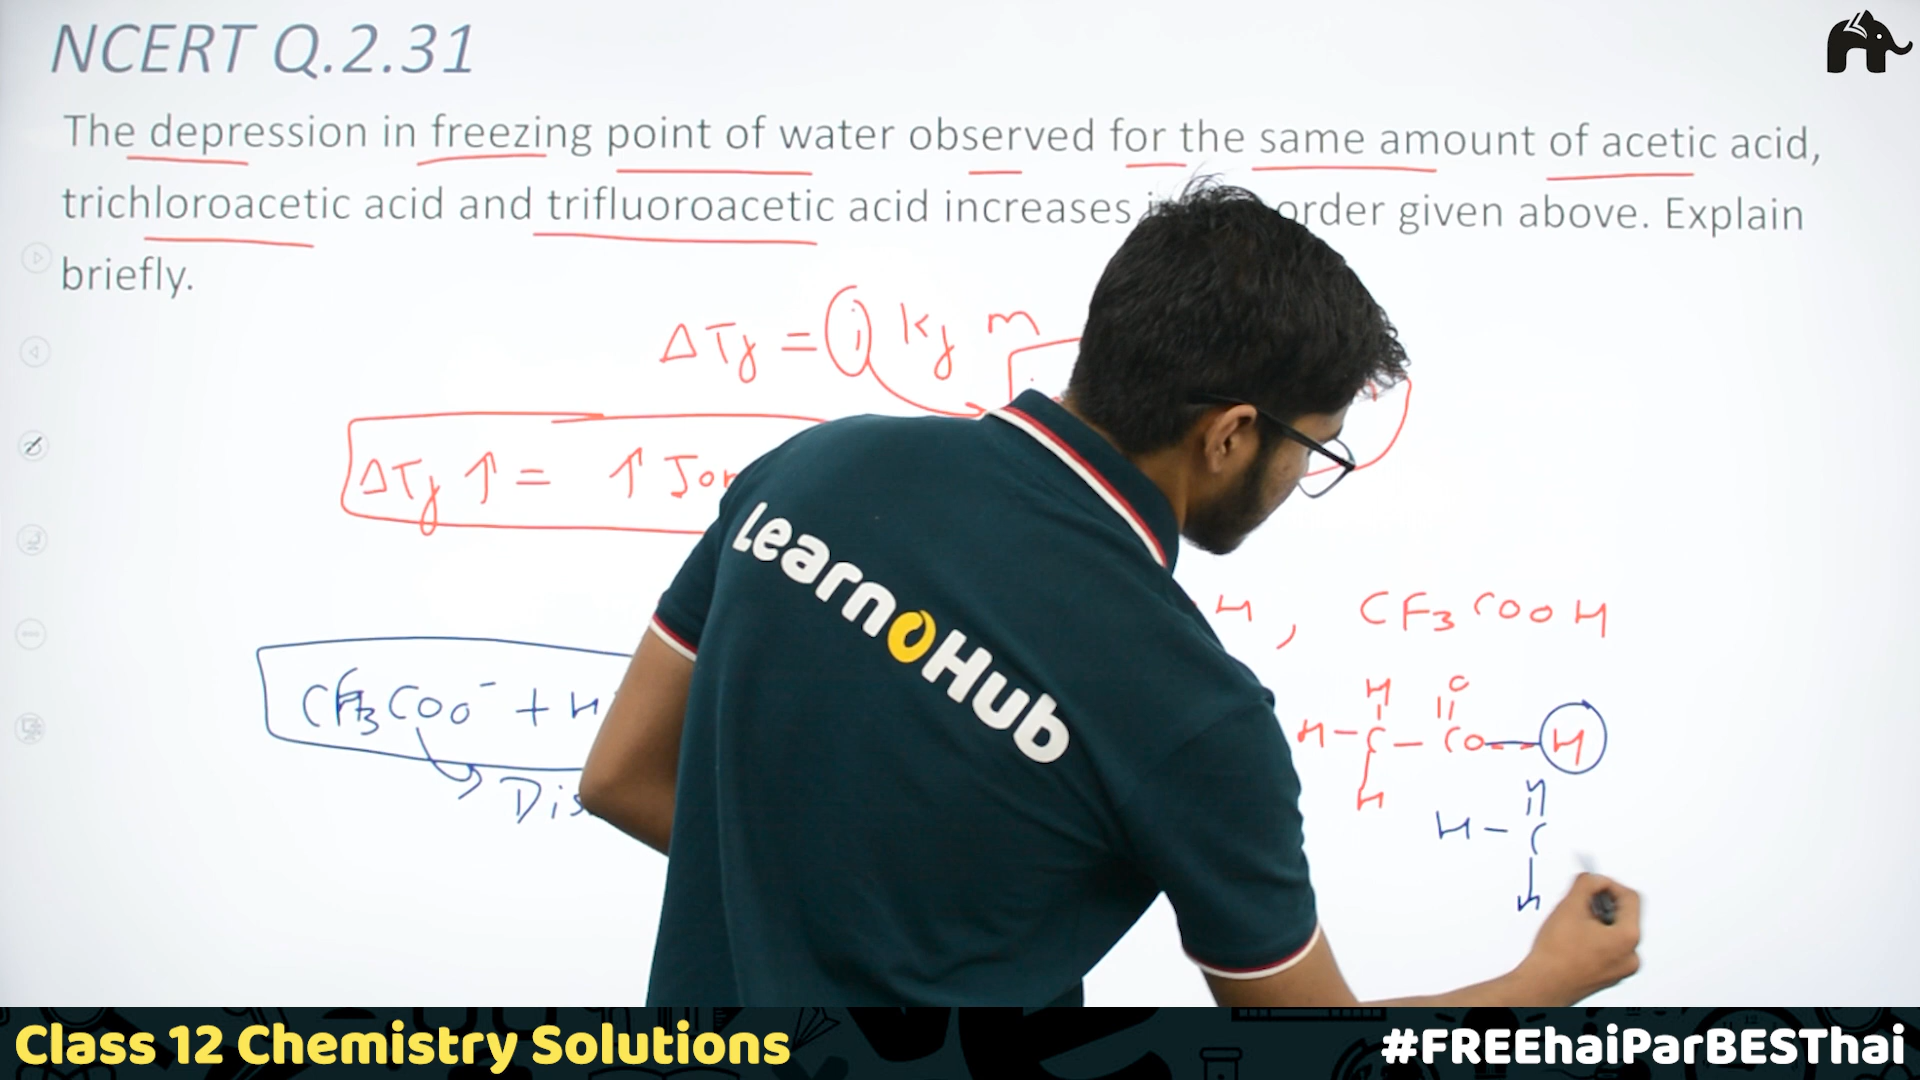 NCERT Q.2.31
The depression in freezing point of water observed for the same amount of acetic acid,
trichloroacetic acid and trifluoroacetic acid increases order given above. Explain
briefly.
ΔTf = i Kf m
ΔTf ↑ = ↑ Ion
H , CF3COOH
CF3COO⁻ + H
Dis
H O
H - C - CO - H
H
H
H - C
H
LearnoHub
Class 12 Chemistry Solutions
#FREEhaiParBESThai